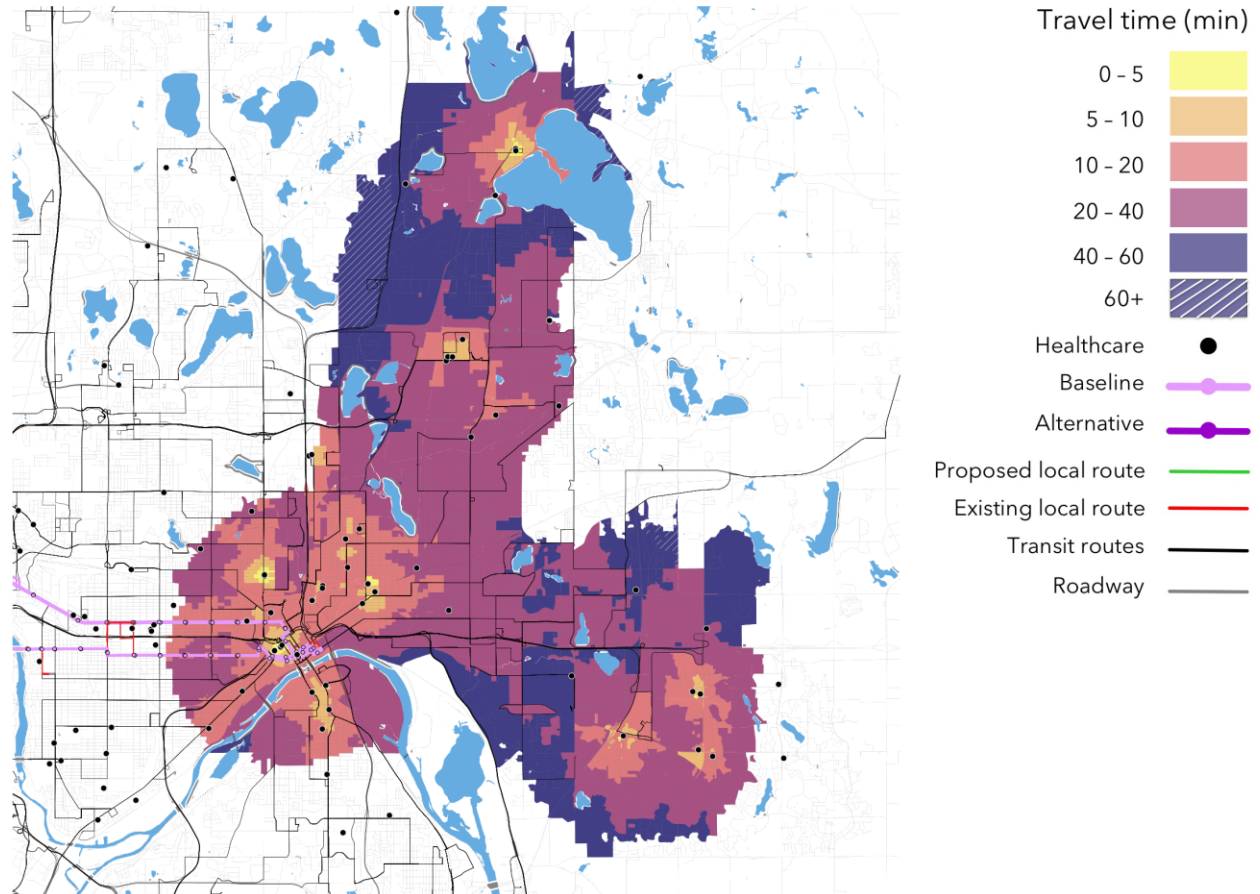 Travel time (min)
0 – 5
5 – 10
10 – 20
20 – 40
40 – 60
60+
Healthcare
Baseline
Alternative
Proposed local route
Existing local route
Transit routes
Roadway